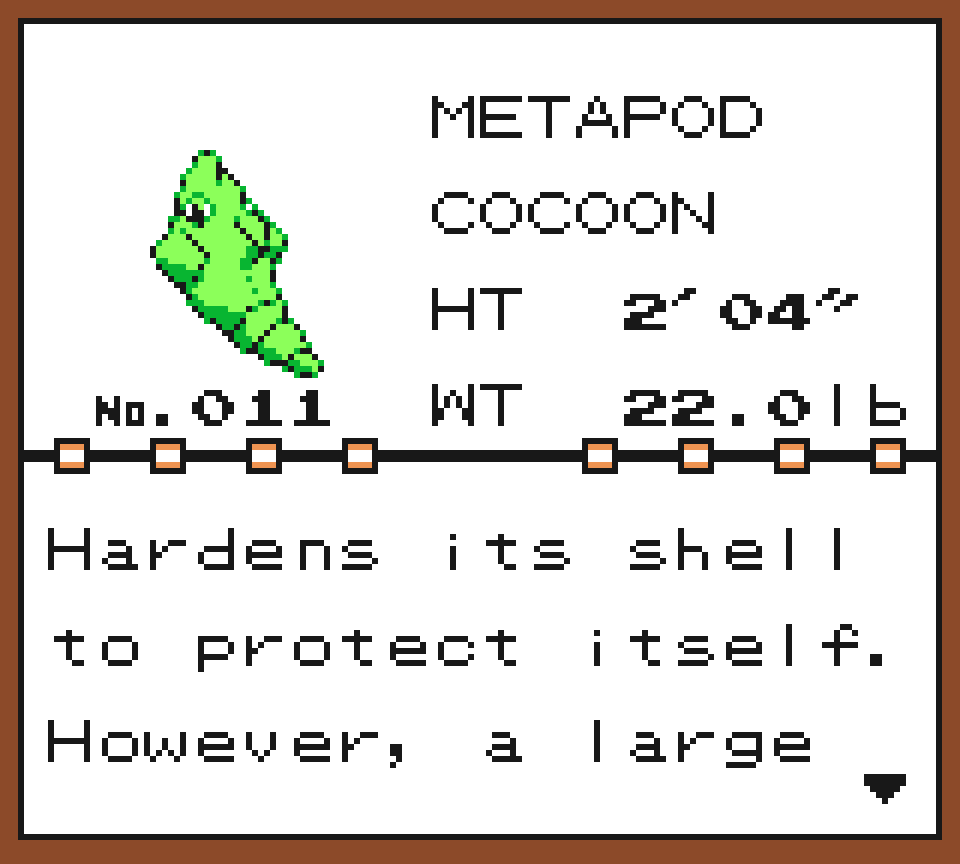 METAPOD
COCOON
HT 2′04″
No.011 WT 22.0lb
Hardens its shell
to protect itself.
However, a large